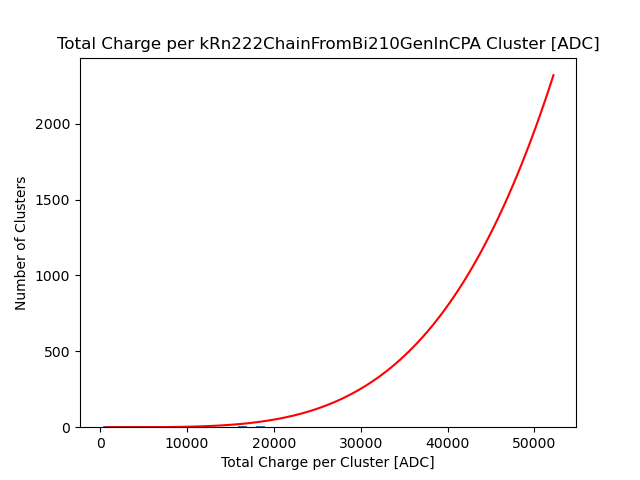 Total Charge per kRn222ChainFromBi210GenInCPA Cluster [ADC]
2000
1500
1000
500
0
Number of Clusters
0 10000 20000 30000 40000 50000
Total Charge per Cluster [ADC]